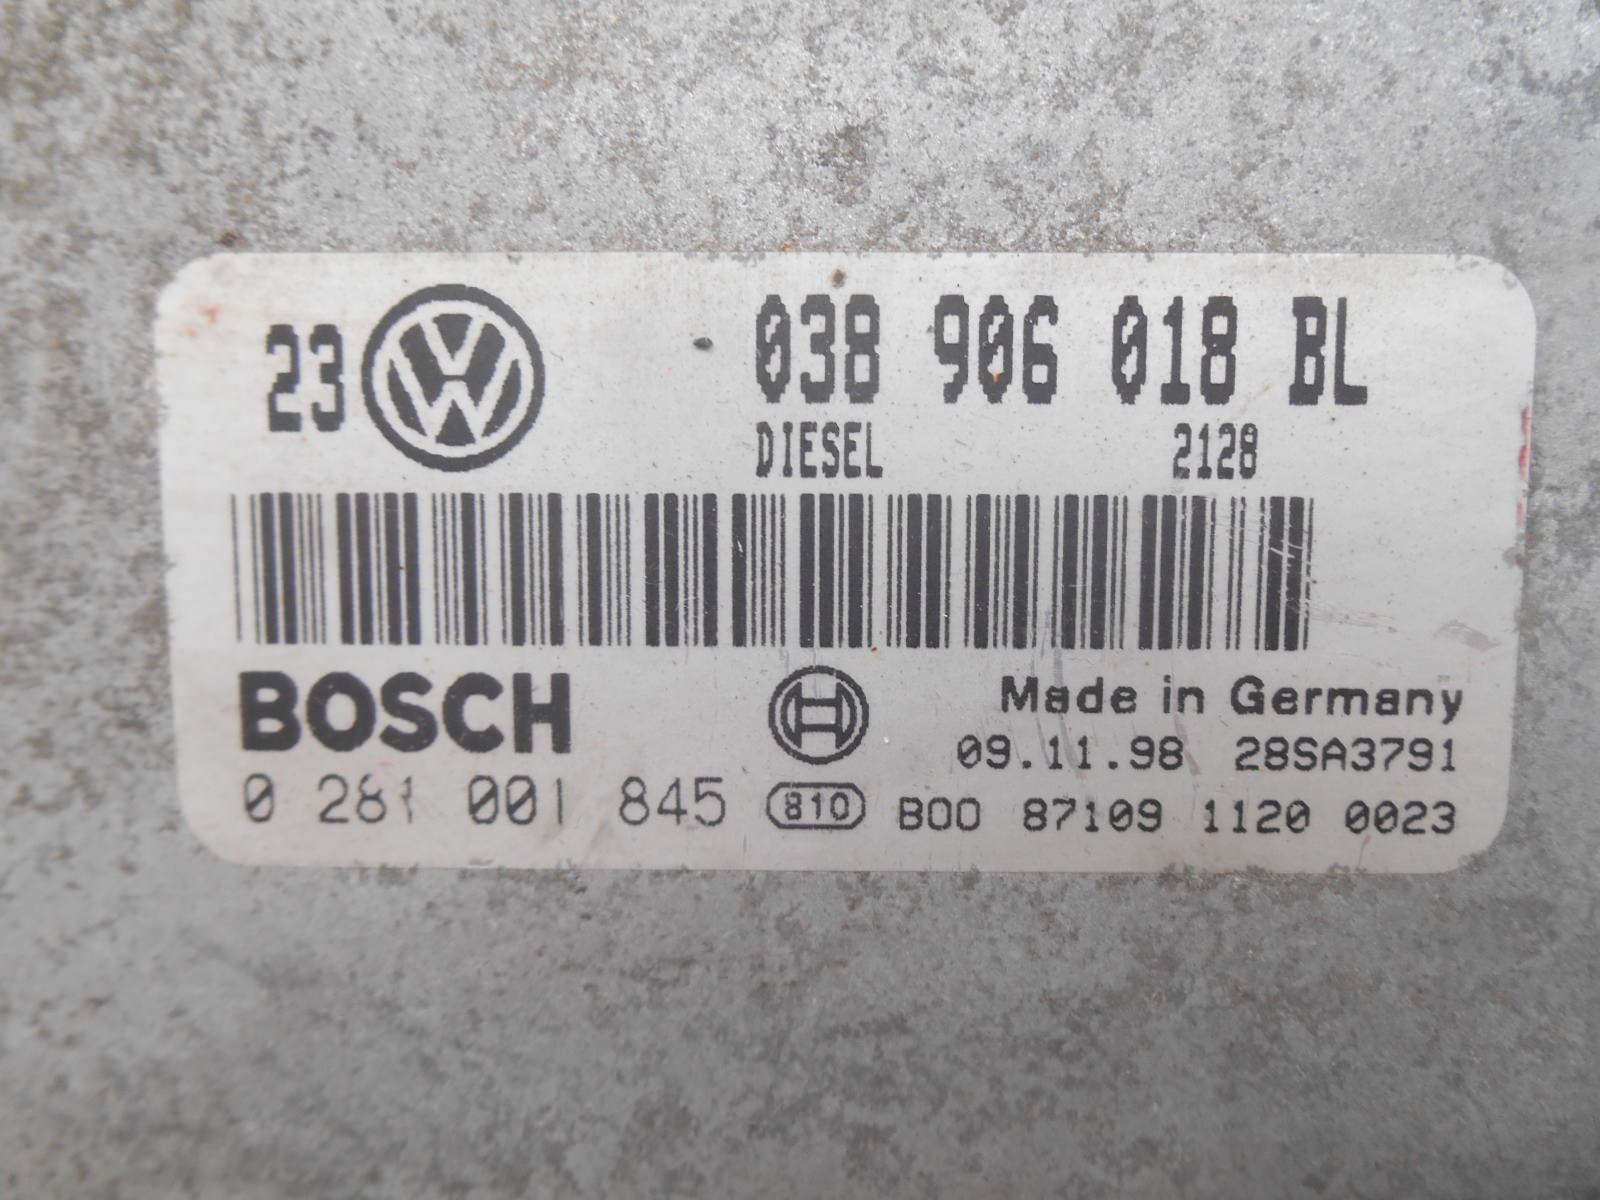 23 038 906 018 BL
DIESEL 2128
BOSCH Made in Germany
09.11.98 28SA3791
0 281 001 845 810 B00 87109 1120 0023